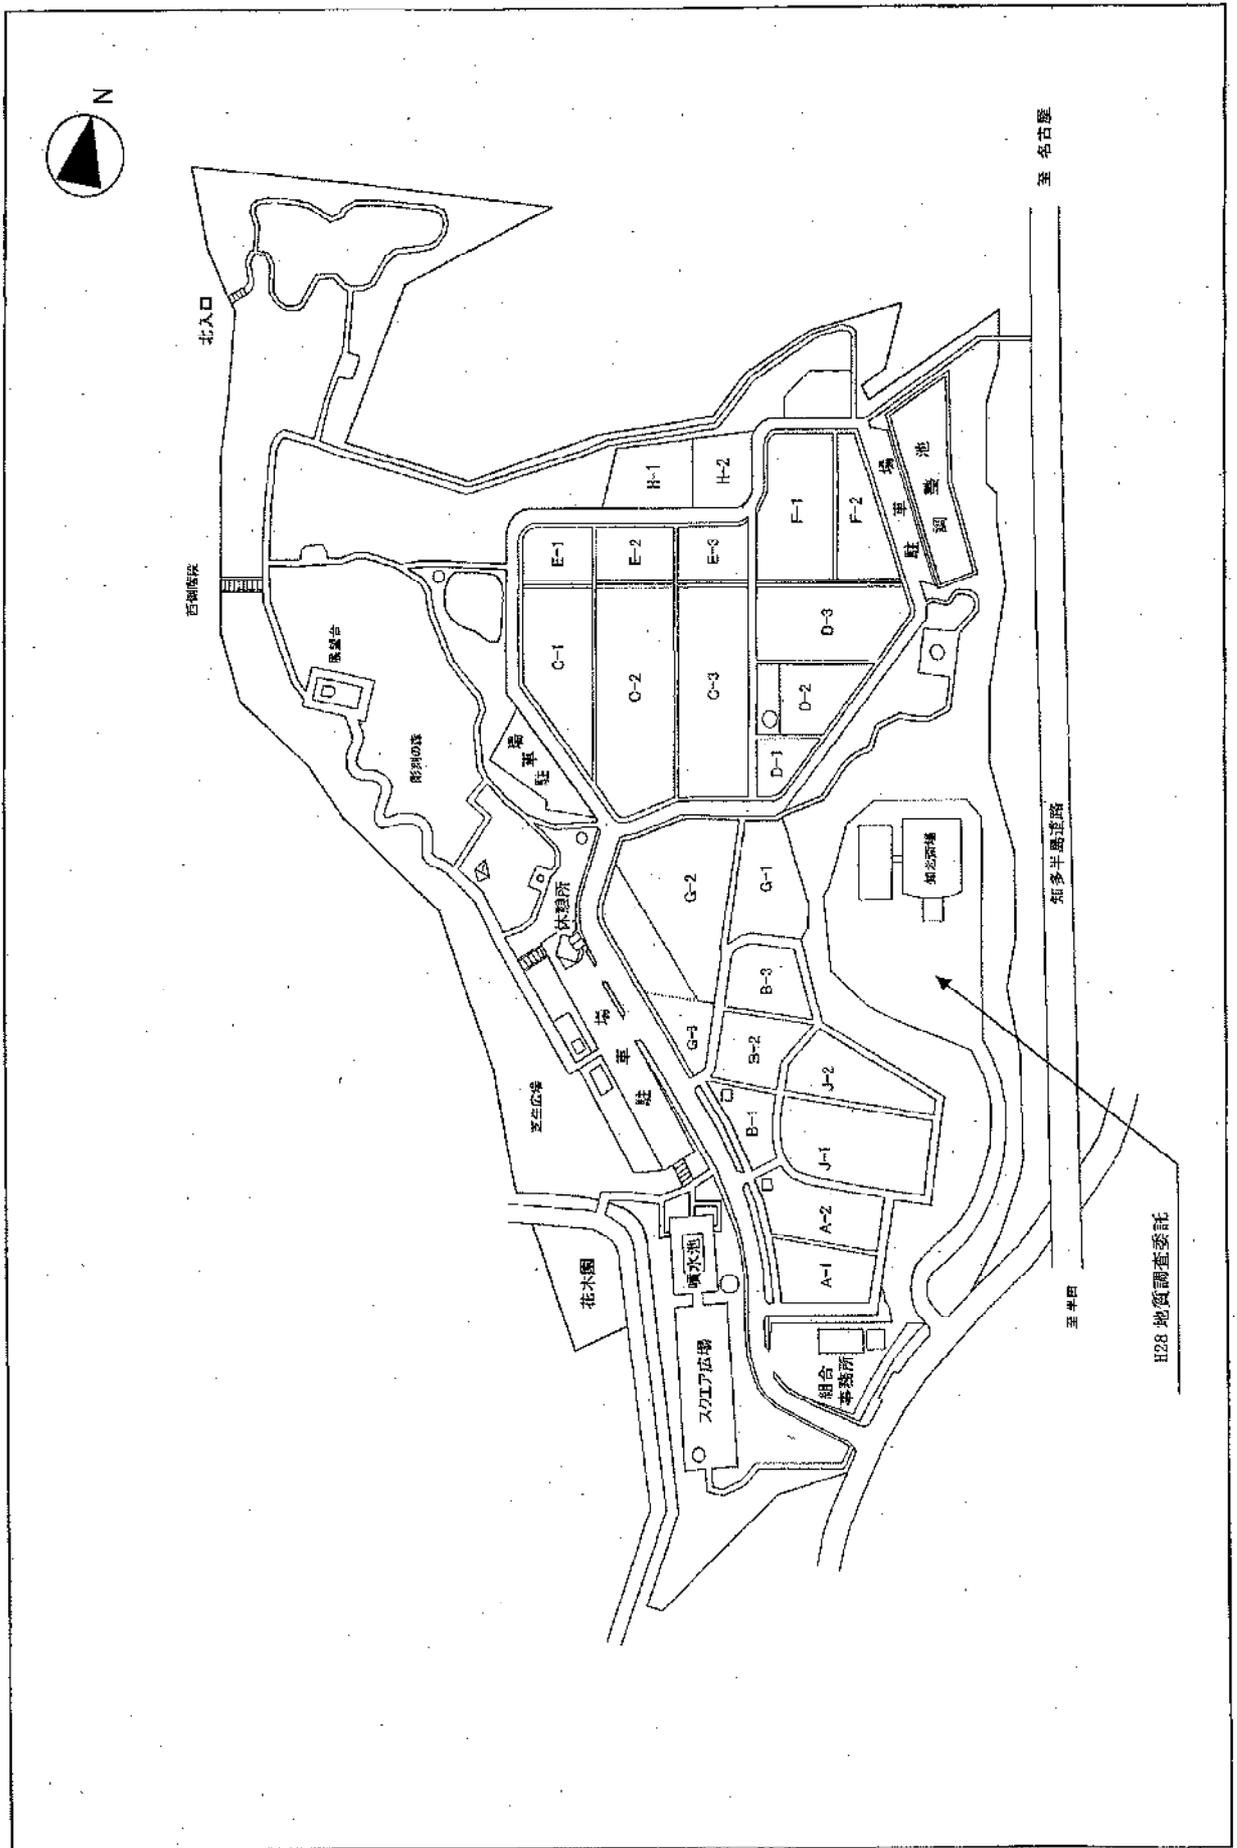 N
至 名古屋
北入口
西側階段
展望台
彫刻の森
H-1
H-2
E-1
E-2
E-3
F-1
F-2
駐車場
調整池
C-1
C-2
C-3
D-1
D-2
D-3
駐車場
休憩所
G-1
G-2
G-3
知北斎場
知多半島道路
B-1
B-2
B-3
J-1
J-2
駐車場
芝生広場
A-1
A-2
噴水池
花木園
スクエア広場
組合
事務所
至半田
H28 地質調査委託